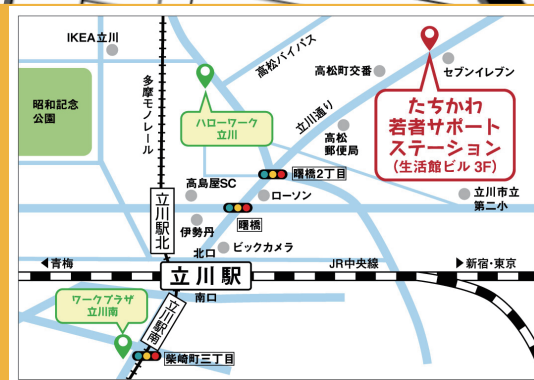 IKEA立川
昭和記念
公園
多摩モノレール
ハローワーク
立川
高松バイパス
高松町交番
セブンイレブン
たちかわ
若者サポート
ステーション
(生活館ビル 3F)
立川通り
高松
郵便局
曙橋2丁目
高島屋SC
ローソン
立川市立
第二小
立川駅北
伊勢丹
曙橋
北口
ビックカメラ
◀青梅
立川駅
JR中央線
▶新宿・東京
ワークプラザ
立川南
南口
立川駅南
柴崎町三丁目